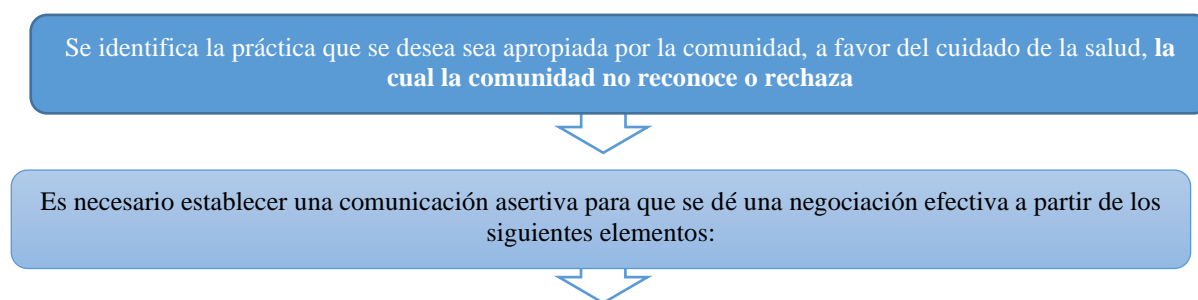 Se identifica la práctica que se desea sea apropiada por la comunidad, a favor del cuidado de la salud, la
cual la comunidad no reconoce o rechaza
Es necesario establecer una comunicación asertiva para que se dé una negociación efectiva a partir de los
siguientes elementos: